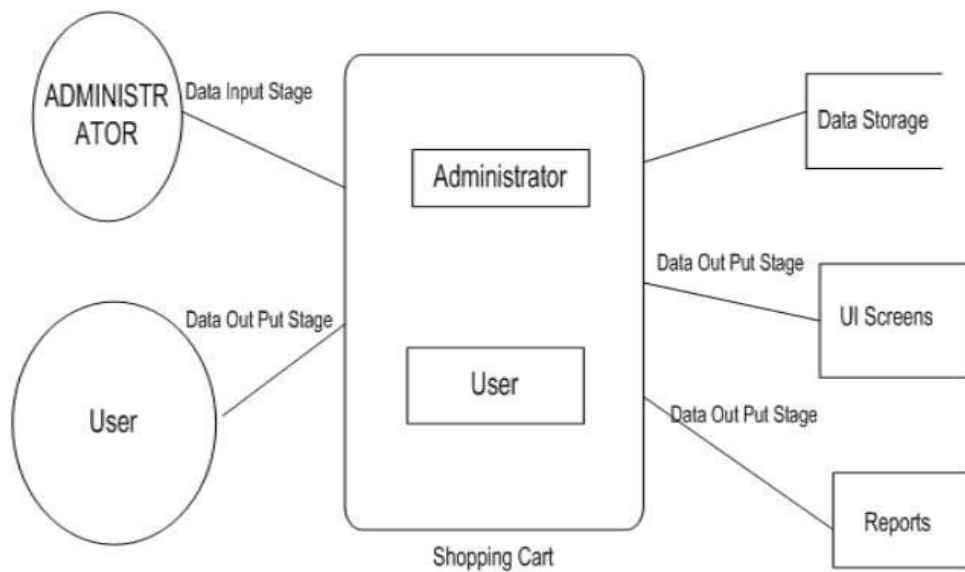 ADMINISTR
ATOR
Data Input Stage
Administrator
Data Storage
Data Out Put Stage
UI Screens
Data Out Put Stage
User
User
Data Out Put Stage
Reports
Shopping Cart